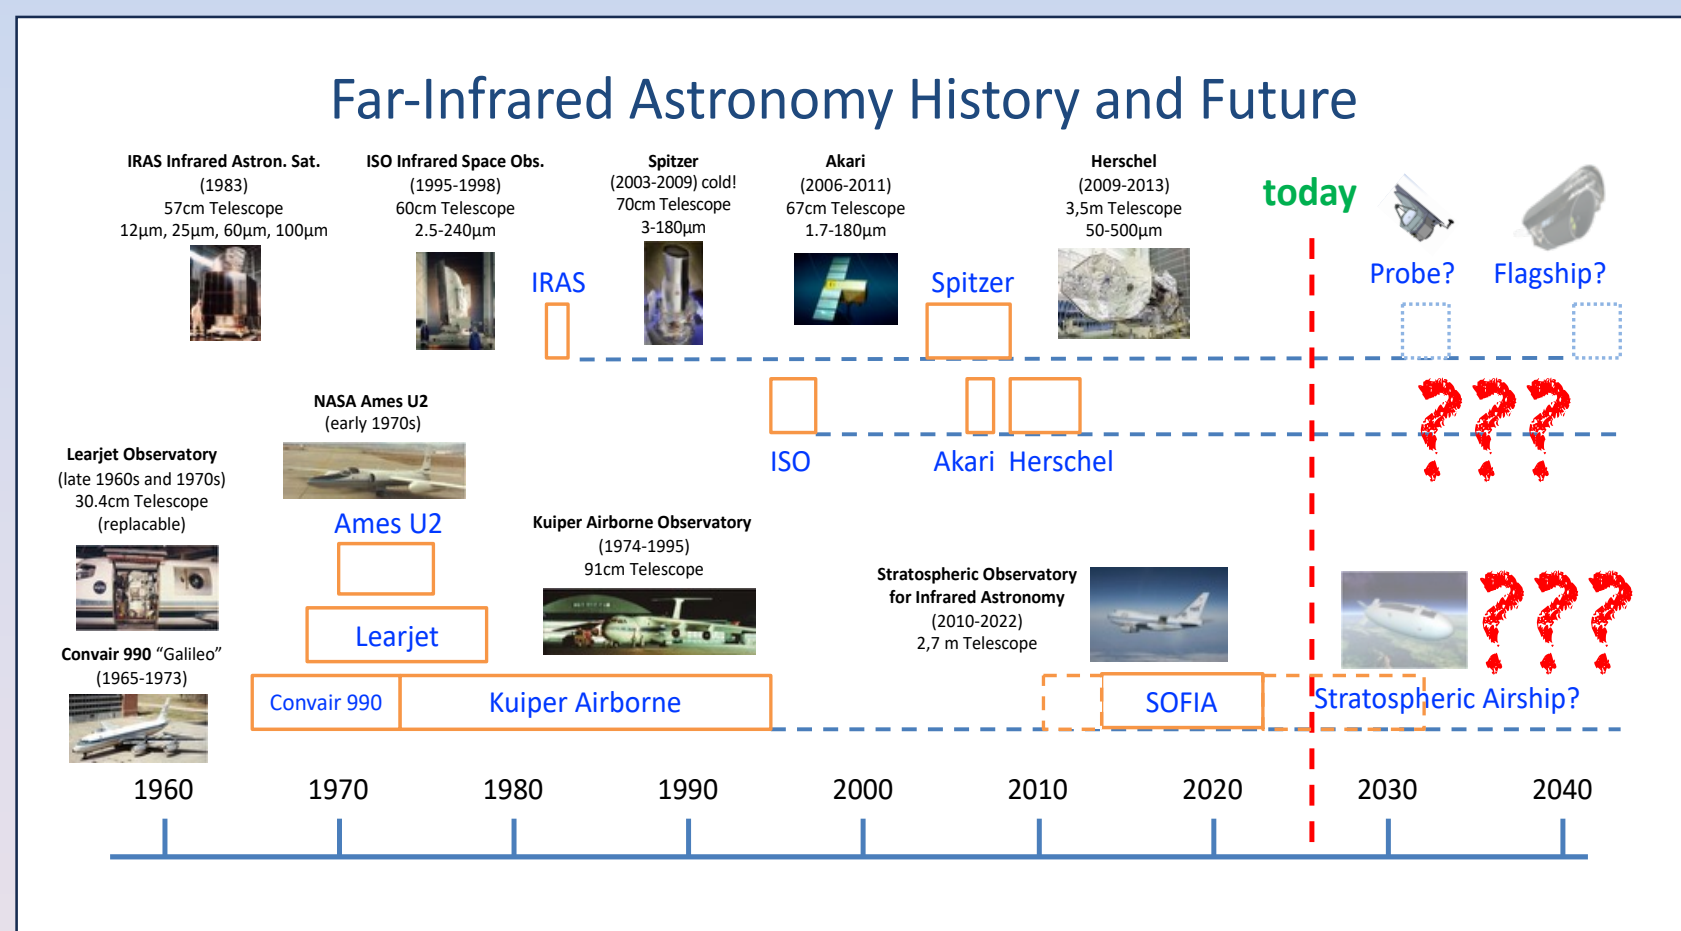 Far-Infrared Astronomy History and Future
IRAS Infrared Astron. Sat.
(1983)
57cm Telescope
12µm, 25µm, 60µm, 100µm
ISO Infrared Space Obs.
(1995-1998)
60cm Telescope
2.5-240µm
Spitzer
(2003-2009) cold!
70cm Telescope
3-180µm
Akari
(2006-2011)
67cm Telescope
1.7-180µm
Herschel
(2009-2013)
3,5m Telescope
50-500µm
today
Probe?
Flagship?
IRAS
Spitzer
ISO
Akari
Herschel
???
NASA Ames U2
(early 1970s)
Learjet Observatory
(late 1960s and 1970s)
30.4cm Telescope
(replacable)
Ames U2
Kuiper Airborne Observatory
(1974-1995)
91cm Telescope
Stratospheric Observatory
for Infrared Astronomy
(2010-2022)
2,7 m Telescope
???
Learjet
Convair 990 “Galileo”
(1965-1973)
Convair 990
Kuiper Airborne
SOFIA
Stratospheric Airship?
1960
1970
1980
1990
2000
2010
2020
2030
2040